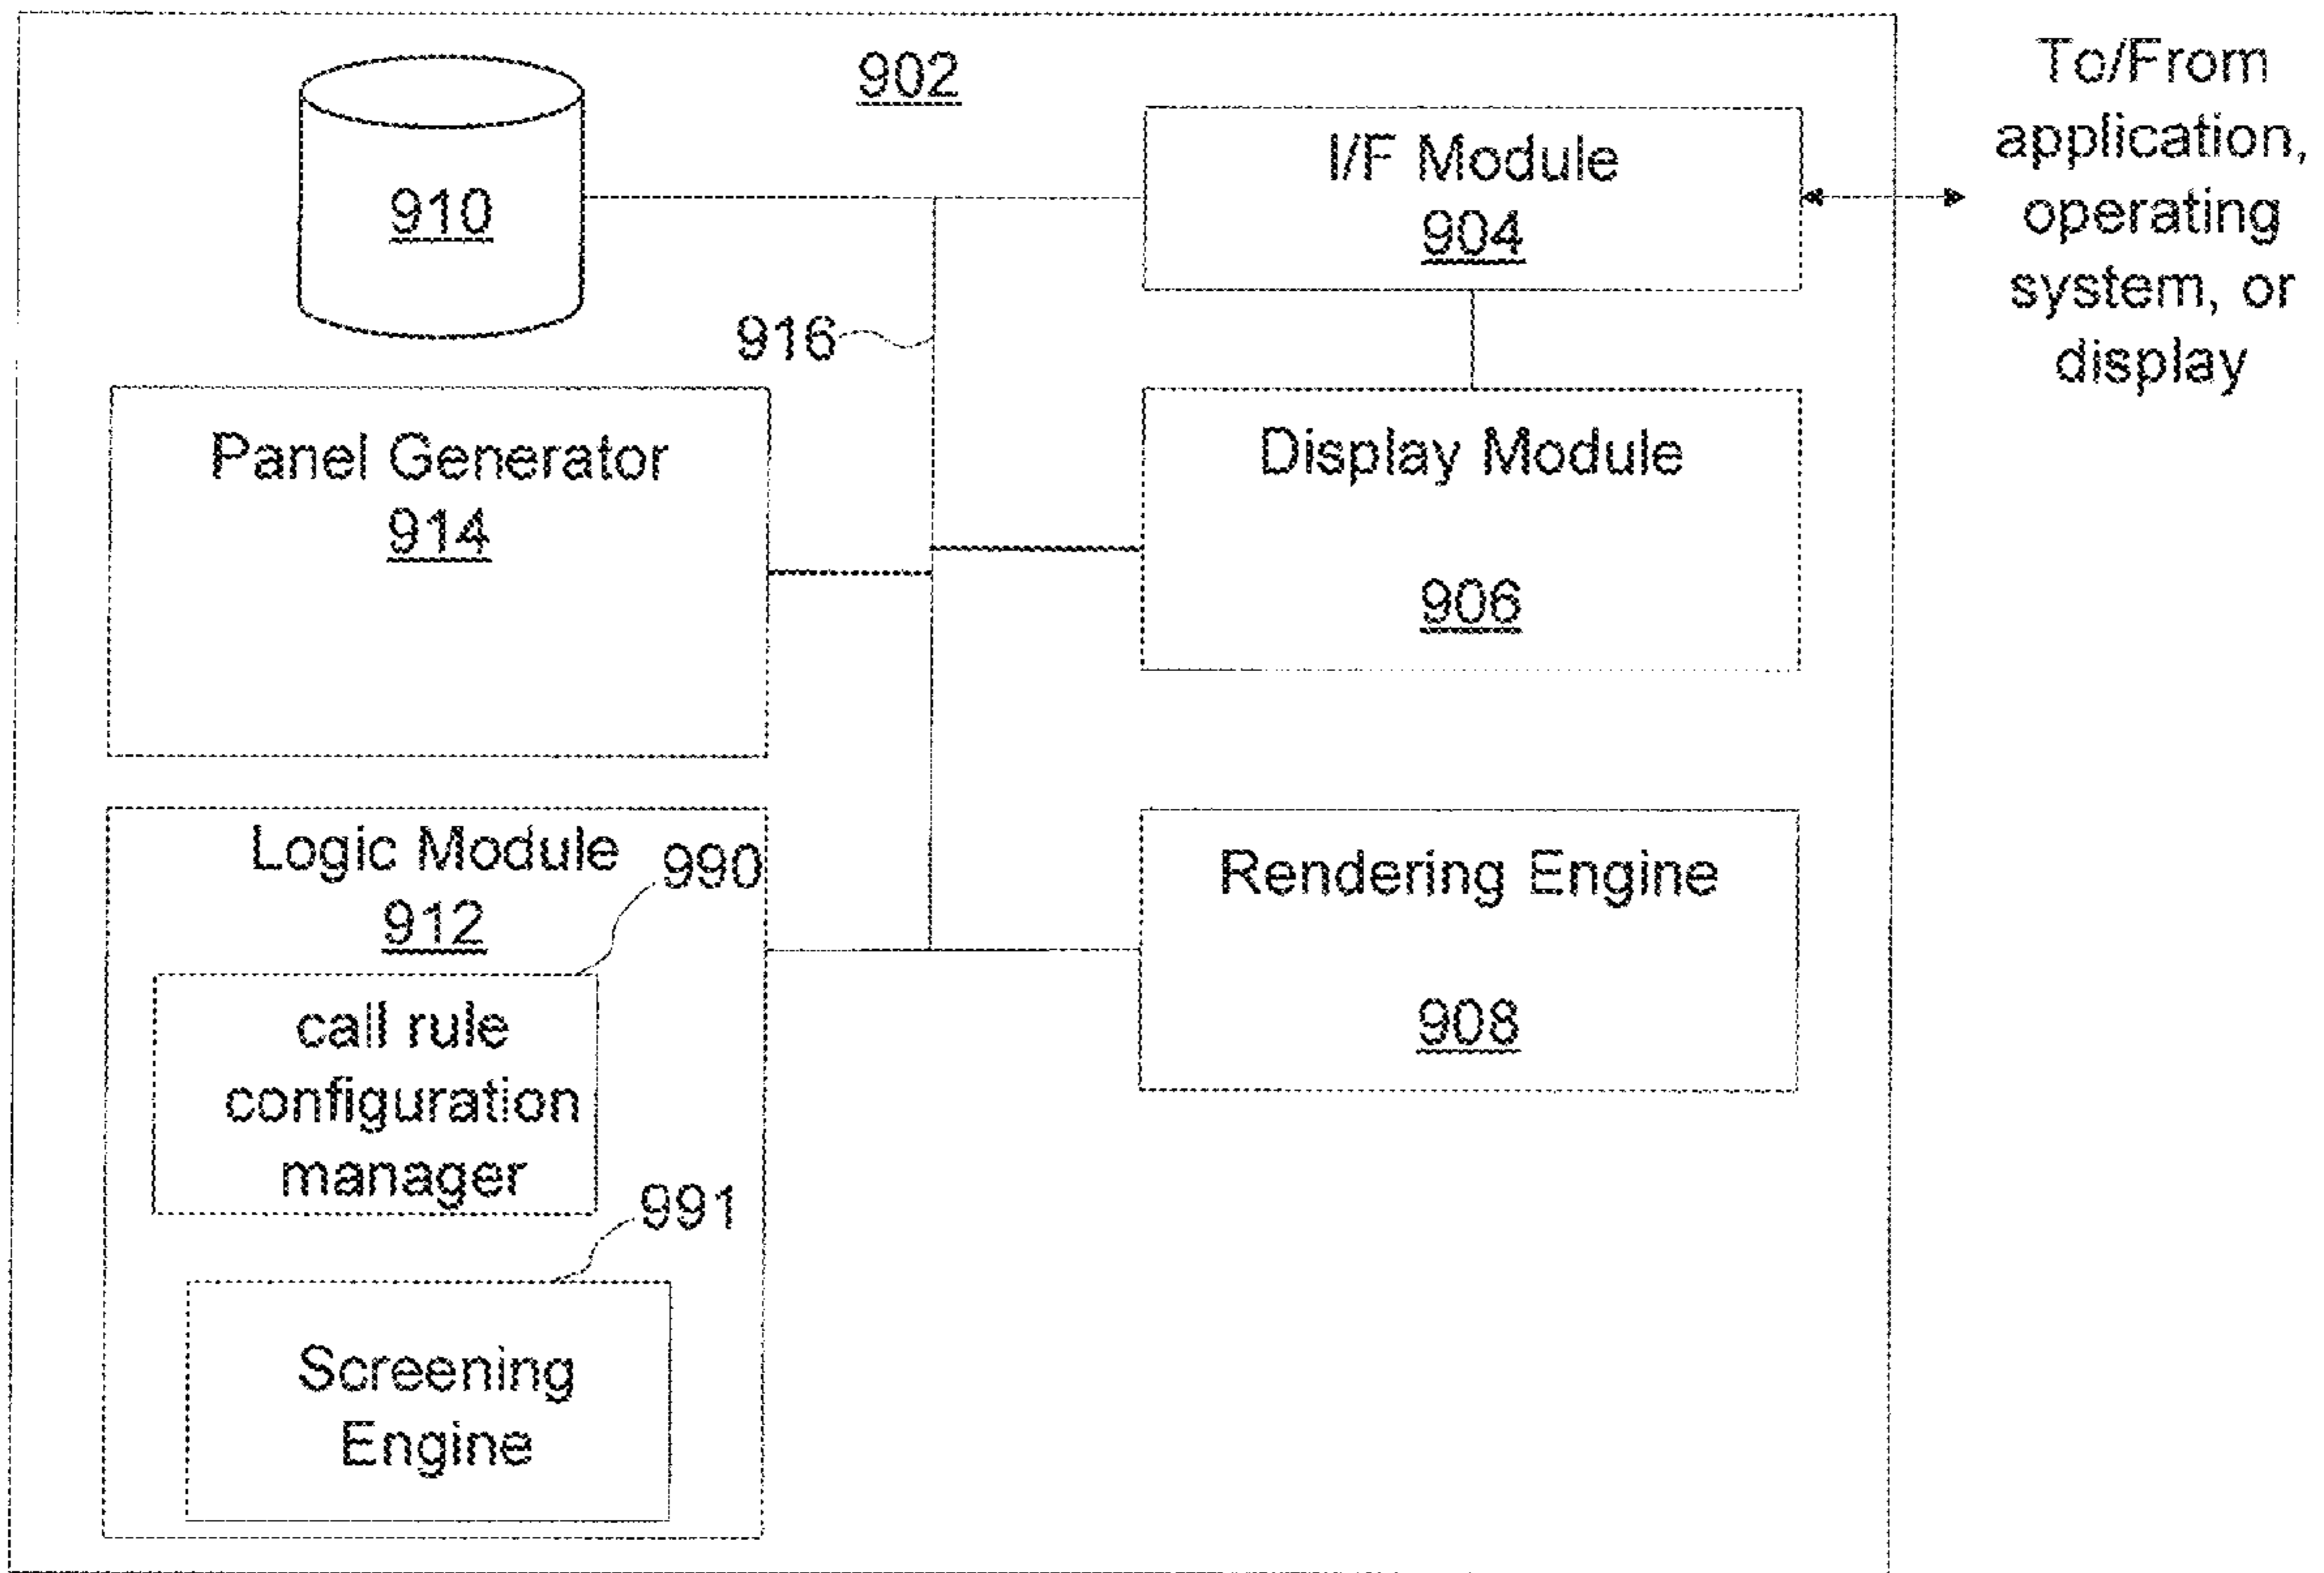 902
To/From
application,
operating
system, or
display
910
I/F Module
904
916
Panel Generator
914
Display Module
906
Logic Module
912
990
call rule
configuration
manager
991
Screening
Engine
Rendering Engine
908